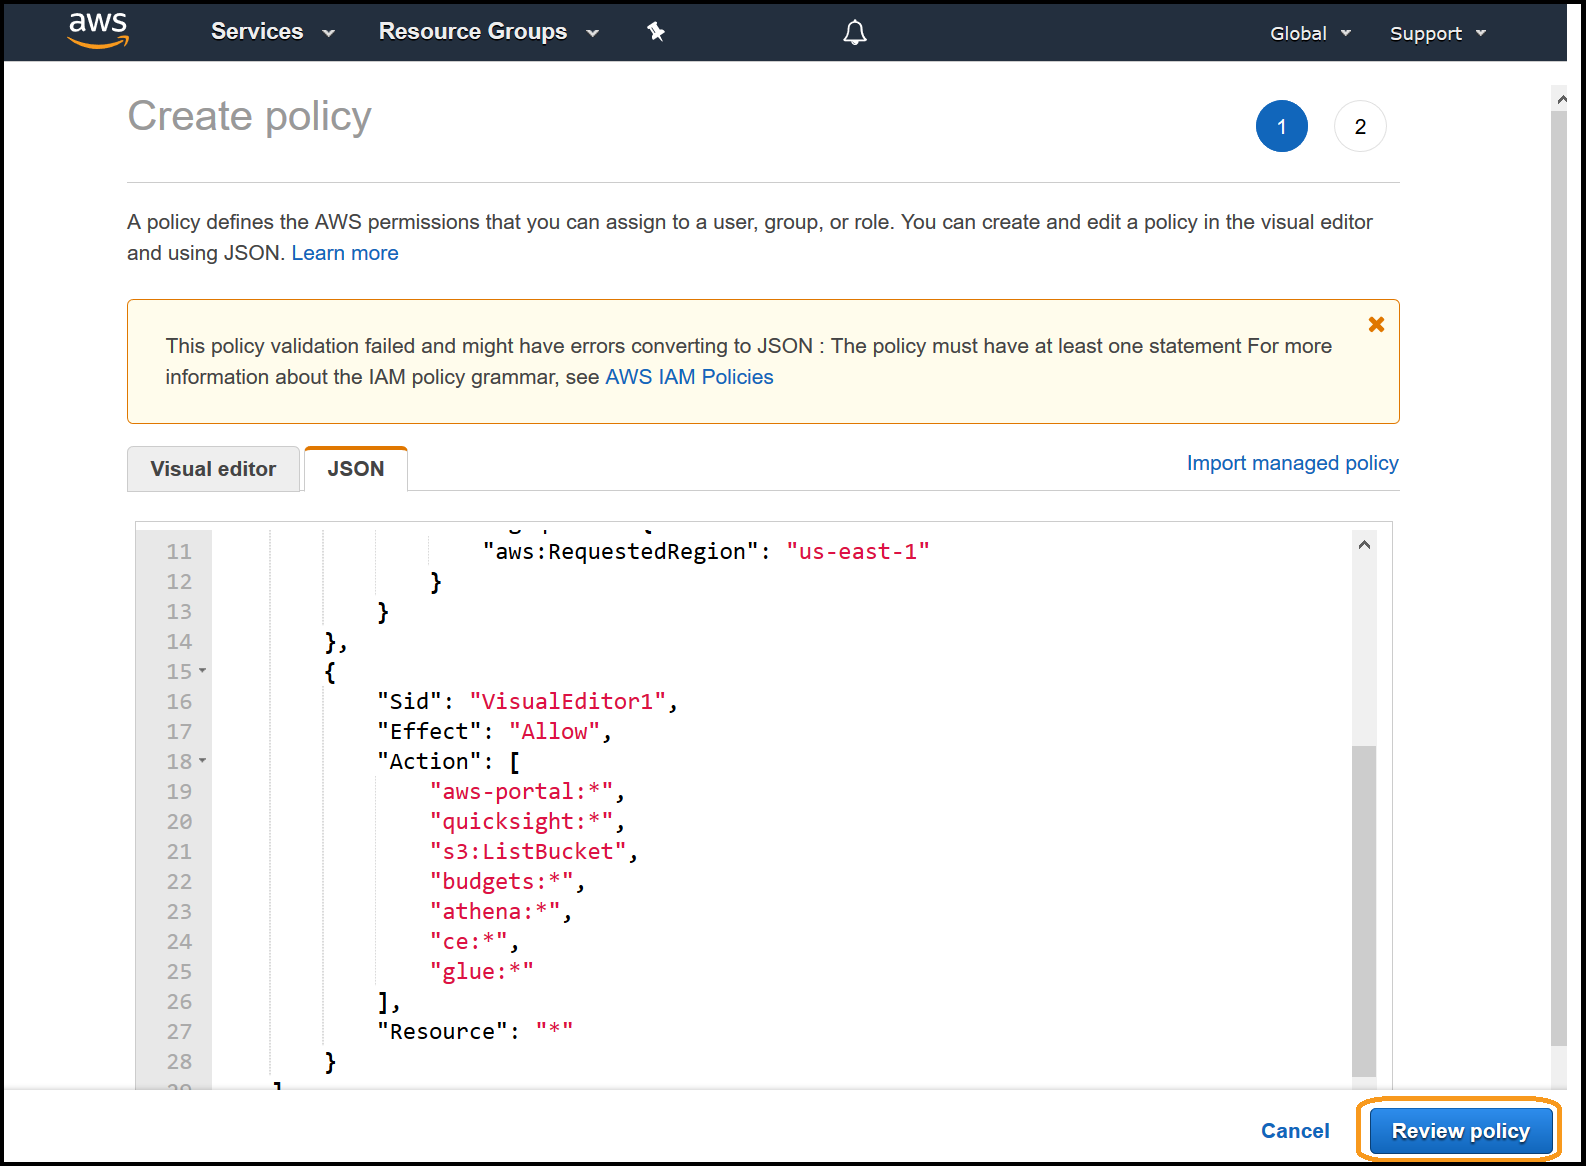 aws Services Resource Groups Global Support
Create policy
1 2
A policy defines the AWS permissions that you can assign to a user, group, or role. You can create and edit a policy in the visual editor
and using JSON. Learn more
This policy validation failed and might have errors converting to JSON : The policy must have at least one statement For more
information about the IAM policy grammar, see AWS IAM Policies
Visual editor JSON Import managed policy
11 "aws:RequestedRegion": "us-east-1"
12 }
13 }
14 },
15 {
16 "Sid": "VisualEditor1",
17 "Effect": "Allow",
18 "Action": [
19 "aws-portal:*",
20 "quicksight:*",
21 "s3:ListBucket",
22 "budgets:*",
23 "athena:*",
24 "ce:*",
25 "glue:*"
26 ],
27 "Resource": "*"
28 }
Cancel Review policy